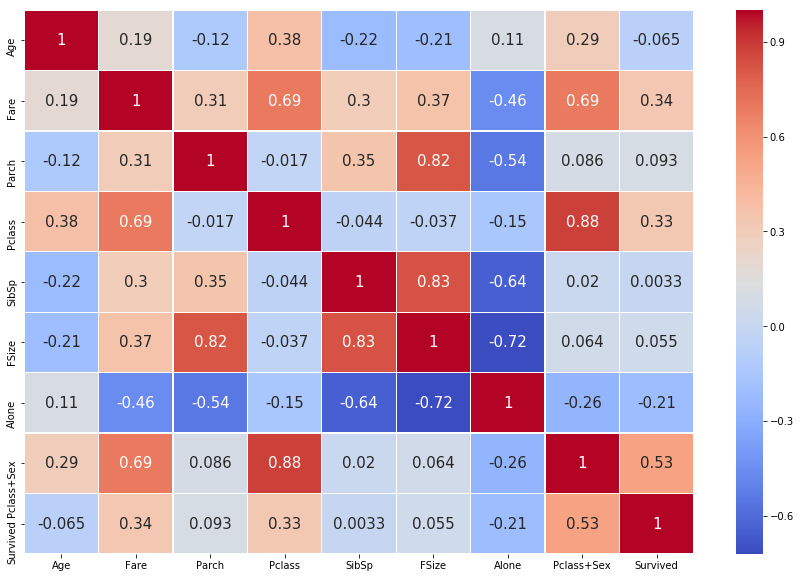 Age 1 0.19 -0.12 0.38 -0.22 -0.21 0.11 0.29 -0.065
Fare 0.19 1 0.31 0.69 0.3 0.37 -0.46 0.69 0.34
Parch -0.12 0.31 1 -0.017 0.35 0.82 -0.54 0.086 0.093
Pclass 0.38 0.69 -0.017 1 -0.044 -0.037 -0.15 0.88 0.33
SibSp -0.22 0.3 0.35 -0.044 1 0.83 -0.64 0.02 0.0033
FSize -0.21 0.37 0.82 -0.037 0.83 1 -0.72 0.064 0.055
Alone 0.11 -0.46 -0.54 -0.15 -0.64 -0.72 1 -0.26 -0.21
Pclass+Sex 0.29 0.69 0.086 0.88 0.02 0.064 -0.26 1 0.53
Survived -0.065 0.34 0.093 0.33 0.0033 0.055 -0.21 0.53 1
Age Fare Parch Pclass SibSp FSize Alone Pclass+Sex Survived
0.9
0.6
0.3
0.0
−0.3
−0.6